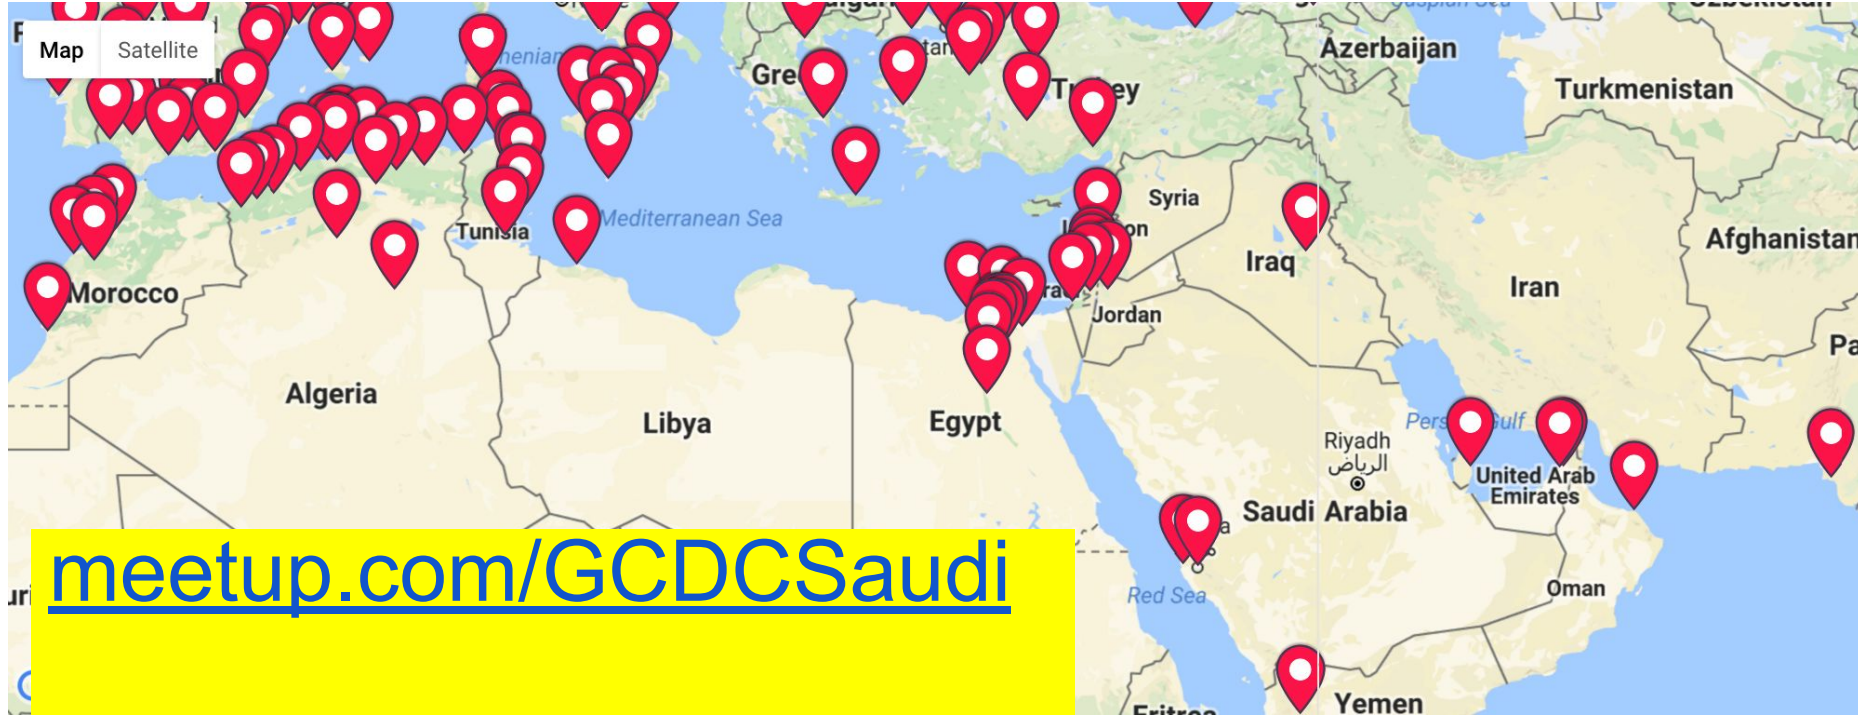 Map
Satellite
Azerbaijan
Turkmenistan
Syria
Mediterranean Sea
Tunisia
Afghanistan
Iraq
Iran
Morocco
Jordan
Algeria
Libya
Egypt
Riyadh
الرياض
United Arab
Emirates
Saudi Arabia
meetup.com/GCDCSaudi
Oman
Red Sea
Yemen